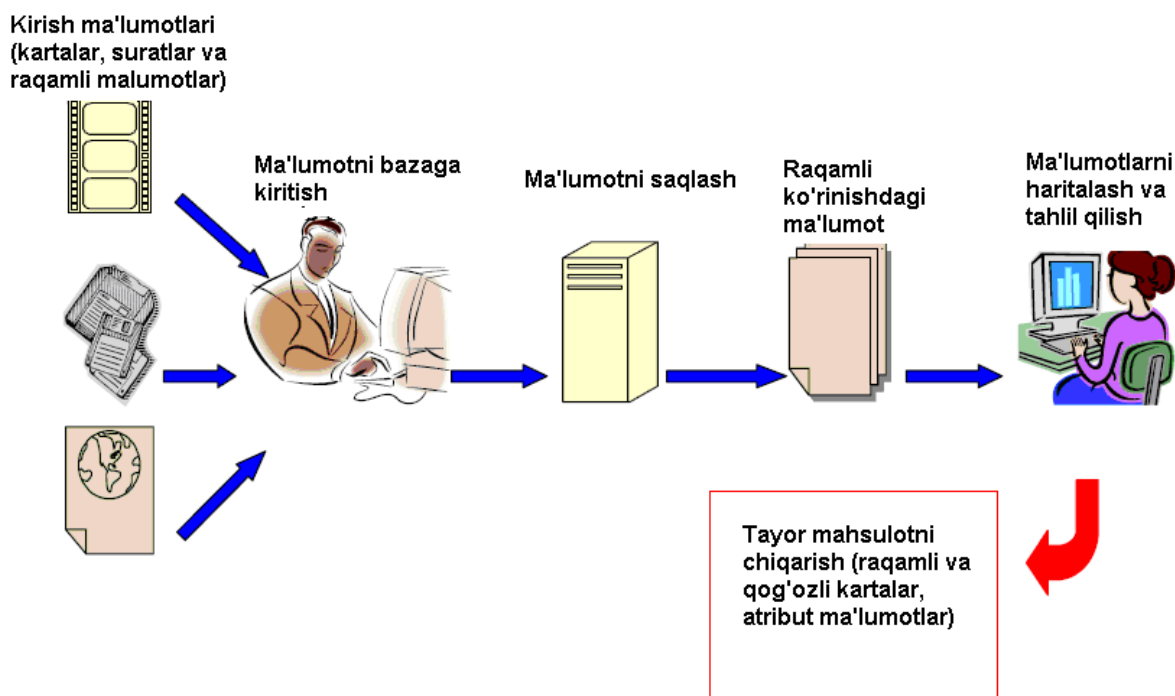 Kirish ma'lumotlari
(kartalar, suratlar va
raqamli malumotlar)
Ma'lumotni bazaga
kiritish
Ma'lumotni saqlash
Raqamli
ko'rinishdagi
ma'lumot
Ma'lumotlarni
haritalash va
tahlil qilish
Tayor mahsulotni
chiqarish (raqamli va
qog'ozli kartalar,
atribut ma'lumotlar)